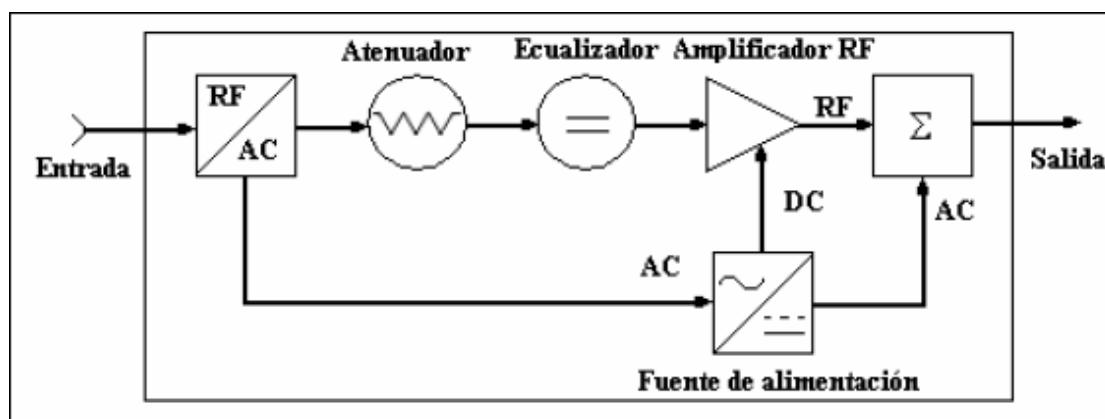 Atenuador
Ecualizador
Amplificador RF
RF
AC
RF
Σ
Entrada
Salida
DC
AC
AC
Fuente de alimentación